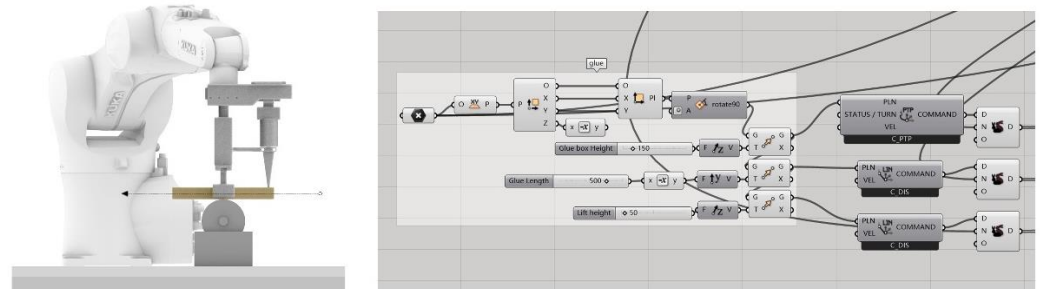 KUKA
glue
O XY P
P O X Y Z
O X Y Pl
P A rotate90
x -x y
Glue box Height 150
F Z V
G T G X
Glue Length 500
x -x y
F Y V
G T G X
Lift height 50
F Z V
G T G X
PLN
STATUS / TURN PTP COMMAND
VEL
C_PTP
D N O D
PLN LIN COMMAND
VEL
C_DIS
D N O D
PLN LIN COMMAND
VEL
C_DIS
D N O D